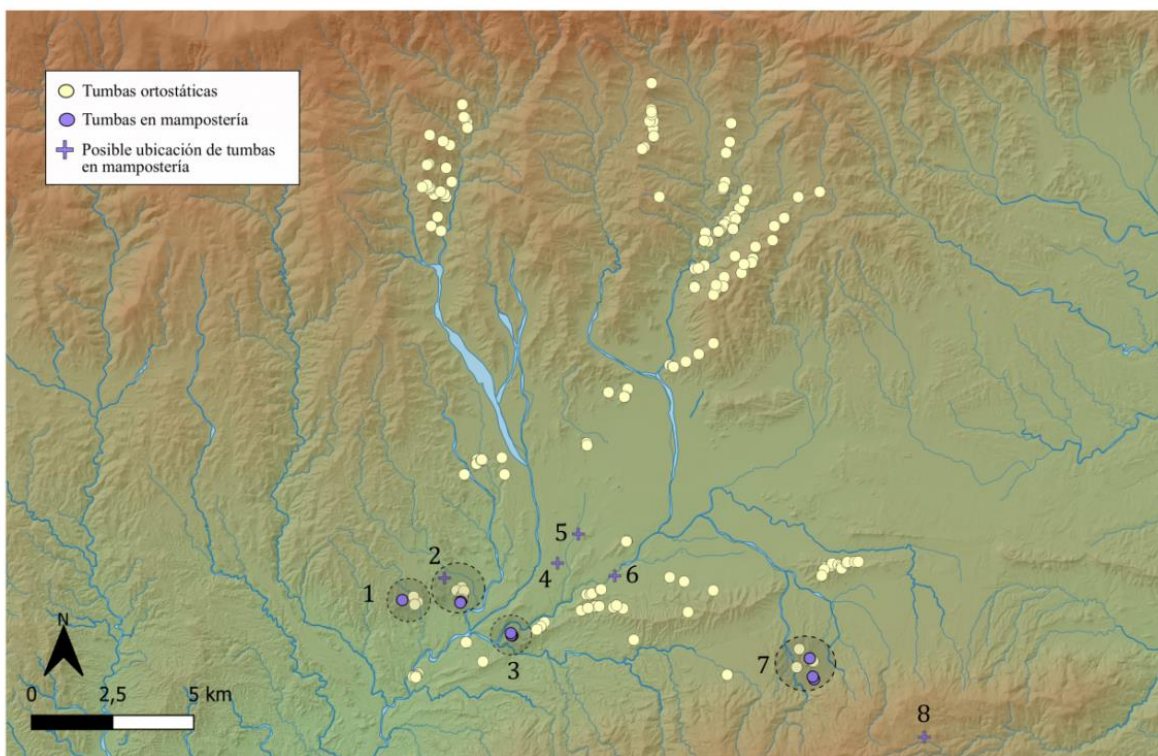 Tumbas ortostáticas
Tumbas en mampostería
Posible ubicación de tumbas
en mampostería
5
2
4
6
1
3
7
8
N
0 2,5 5 km